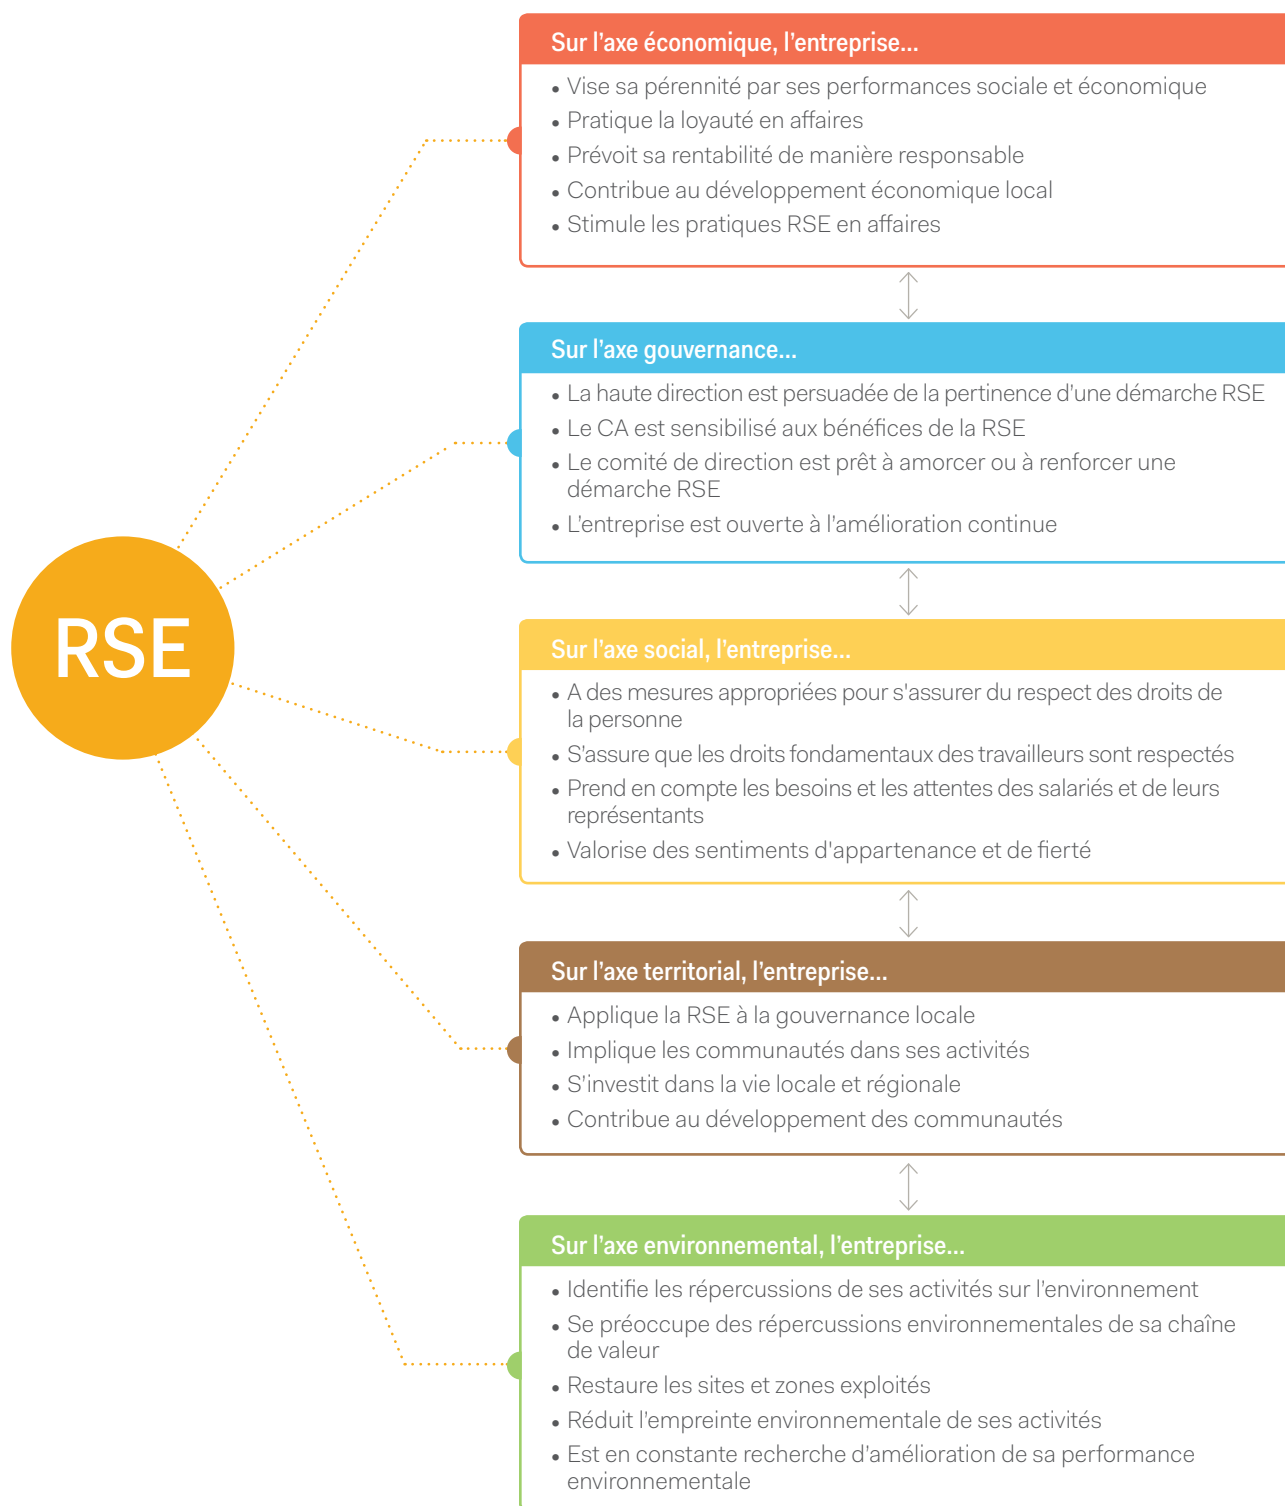 Sur l’axe économique, l’entreprise...
• Vise sa pérennité par ses performances sociale et économique
• Pratique la loyauté en affaires
• Prévoit sa rentabilité de manière responsable
• Contribue au développement économique local
• Stimule les pratiques RSE en affaires
Sur l’axe gouvernance...
• La haute direction est persuadée de la pertinence d’une démarche RSE
• Le CA est sensibilisé aux bénéfices de la RSE
• Le comité de direction est prêt à amorcer ou à renforcer une
démarche RSE
• L’entreprise est ouverte à l’amélioration continue
RSE
Sur l’axe social, l’entreprise...
• A des mesures appropriées pour s'assurer du respect des droits de
la personne
• S’assure que les droits fondamentaux des travailleurs sont respectés
• Prend en compte les besoins et les attentes des salariés et de leurs
représentants
• Valorise des sentiments d'appartenance et de fierté
Sur l’axe territorial, l’entreprise...
• Applique la RSE à la gouvernance locale
• Implique les communautés dans ses activités
• S’investit dans la vie locale et régionale
• Contribue au développement des communautés
Sur l’axe environnemental, l’entreprise...
• Identifie les répercussions de ses activités sur l’environnement
• Se préoccupe des répercussions environnementales de sa chaîne
de valeur
• Restaure les sites et zones exploités
• Réduit l’empreinte environnementale de ses activités
• Est en constante recherche d’amélioration de sa performance
environnementale